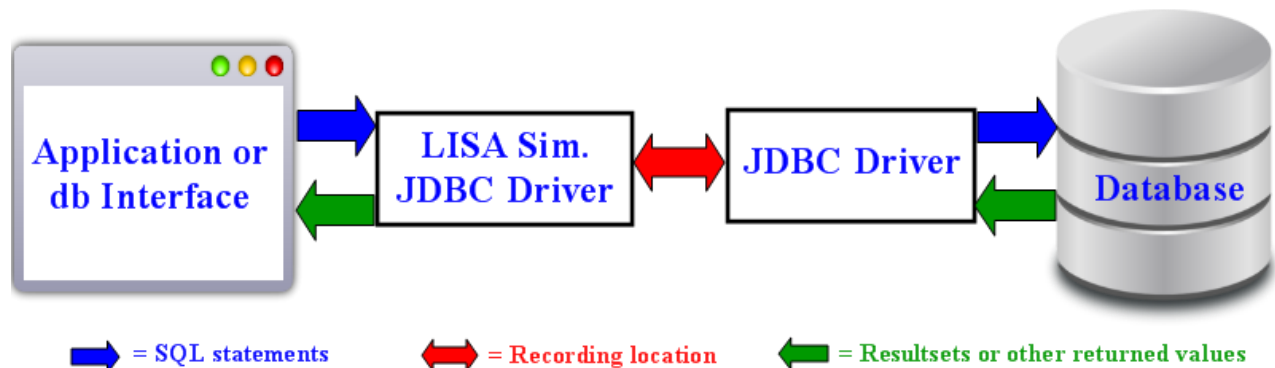 Application or
db Interface
LISA Sim.
JDBC Driver
JDBC Driver
Database
= SQL statements
= Recording location
= Resultsets or other returned values